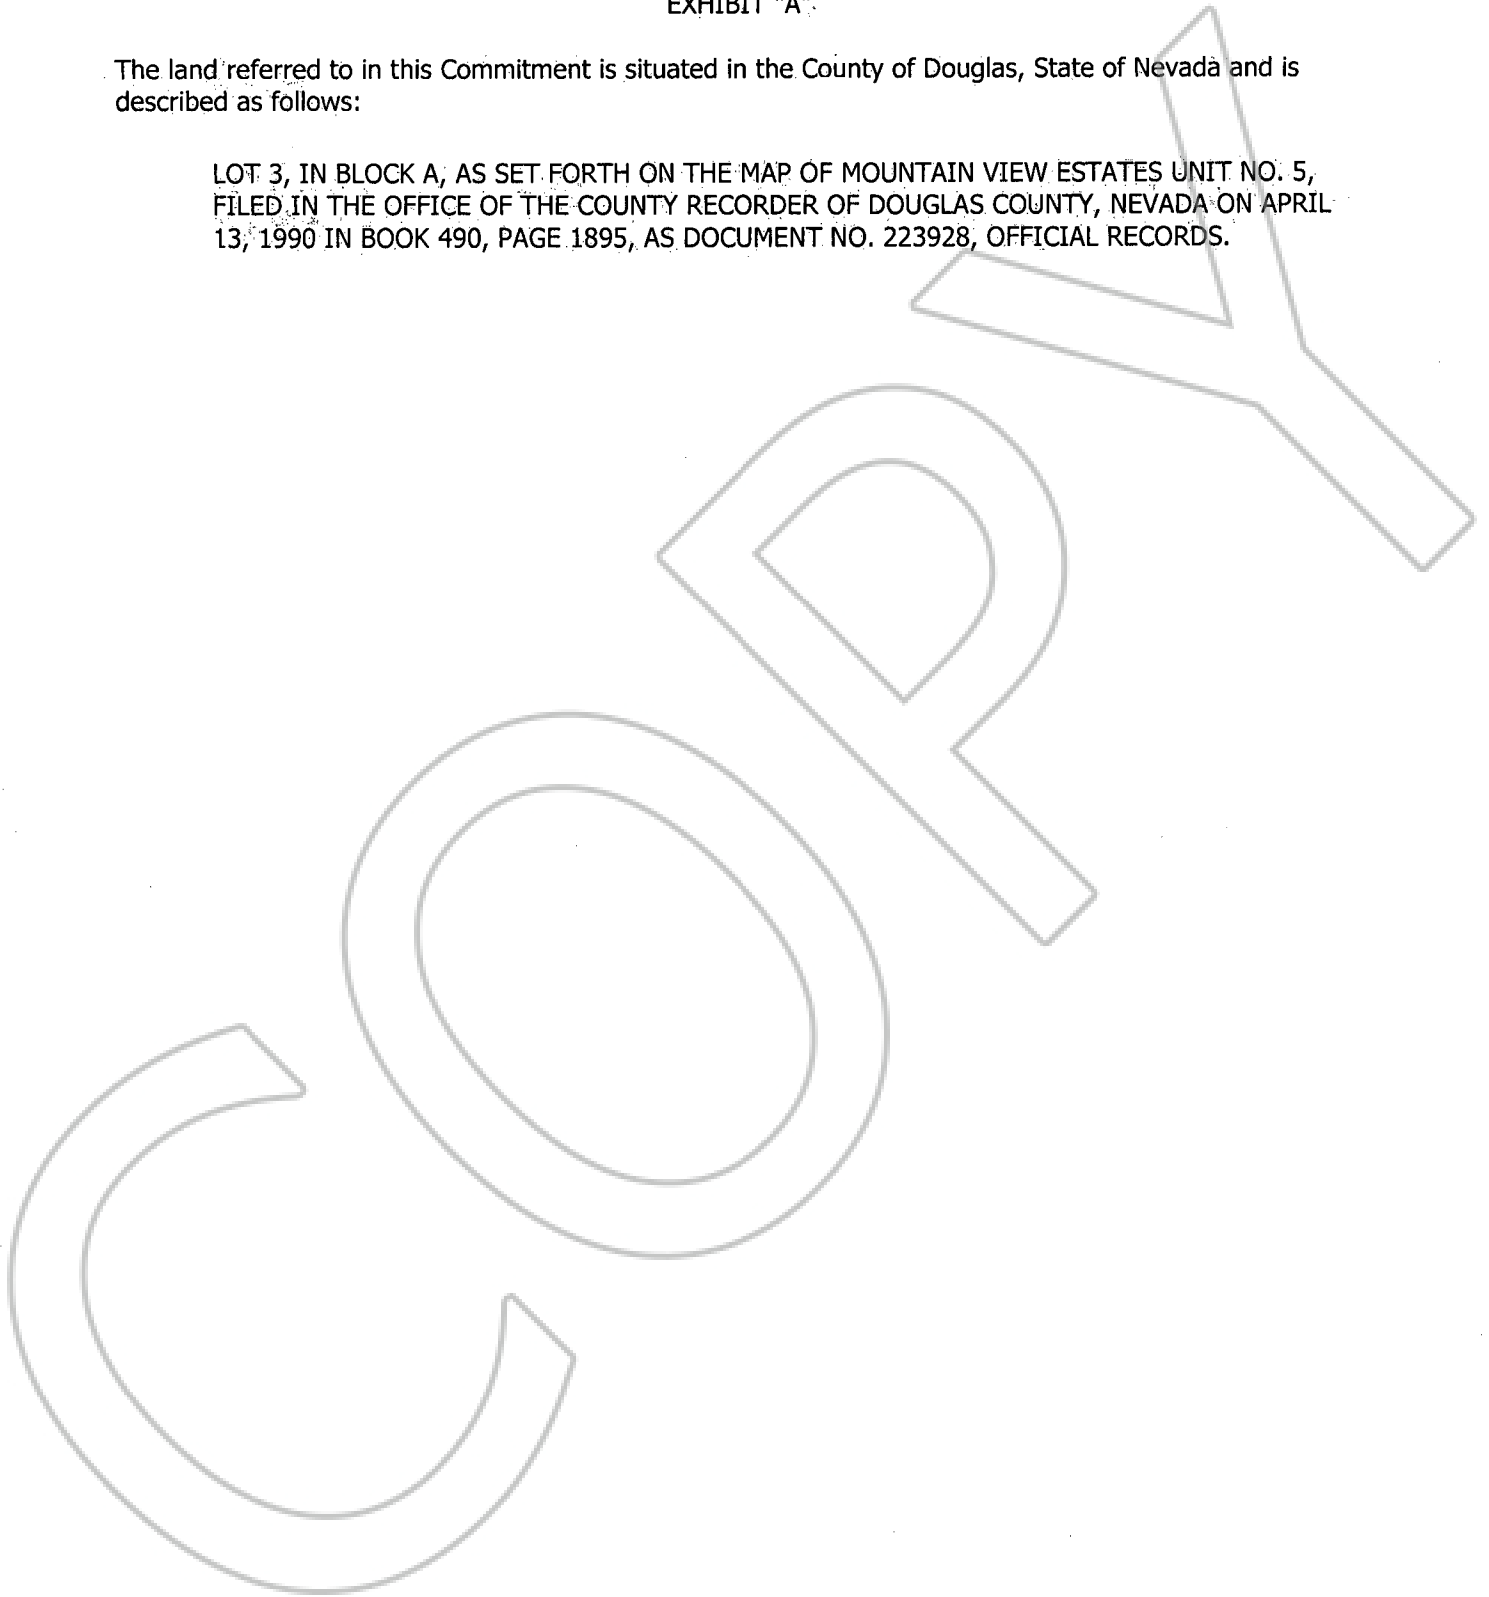 EXHIBIT "A"
The land referred to in this Commitment is situated in the County of Douglas, State of Nevada and is
described as follows:
LOT 3, IN BLOCK A, AS SET FORTH ON THE MAP OF MOUNTAIN VIEW ESTATES UNIT NO. 5,
FILED IN THE OFFICE OF THE COUNTY RECORDER OF DOUGLAS COUNTY, NEVADA ON APRIL
13, 1990 IN BOOK 490, PAGE 1895, AS DOCUMENT NO. 223928, OFFICIAL RECORDS.
COPY